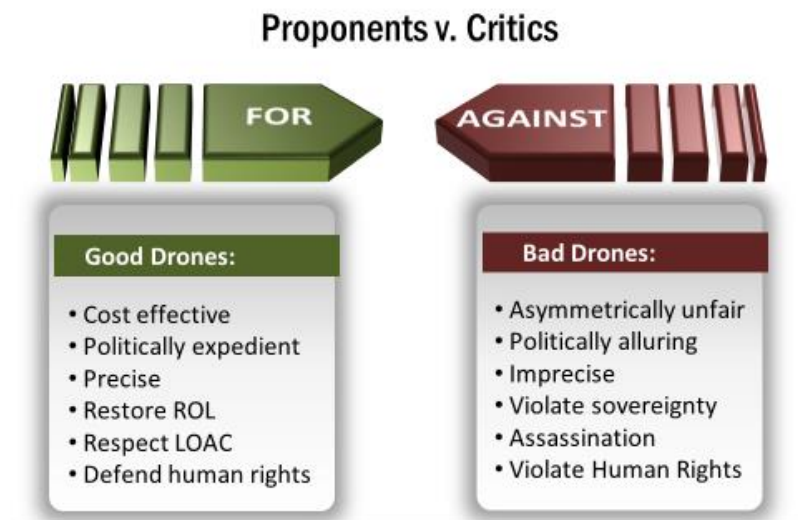 Proponents v. Critics
FOR
AGAINST
Good Drones:
• Cost effective
• Politically expedient
• Precise
• Restore ROL
• Respect LOAC
• Defend human rights
Bad Drones:
• Asymmetrically unfair
• Politically alluring
• Imprecise
• Violate sovereignty
• Assassination
• Violate Human Rights